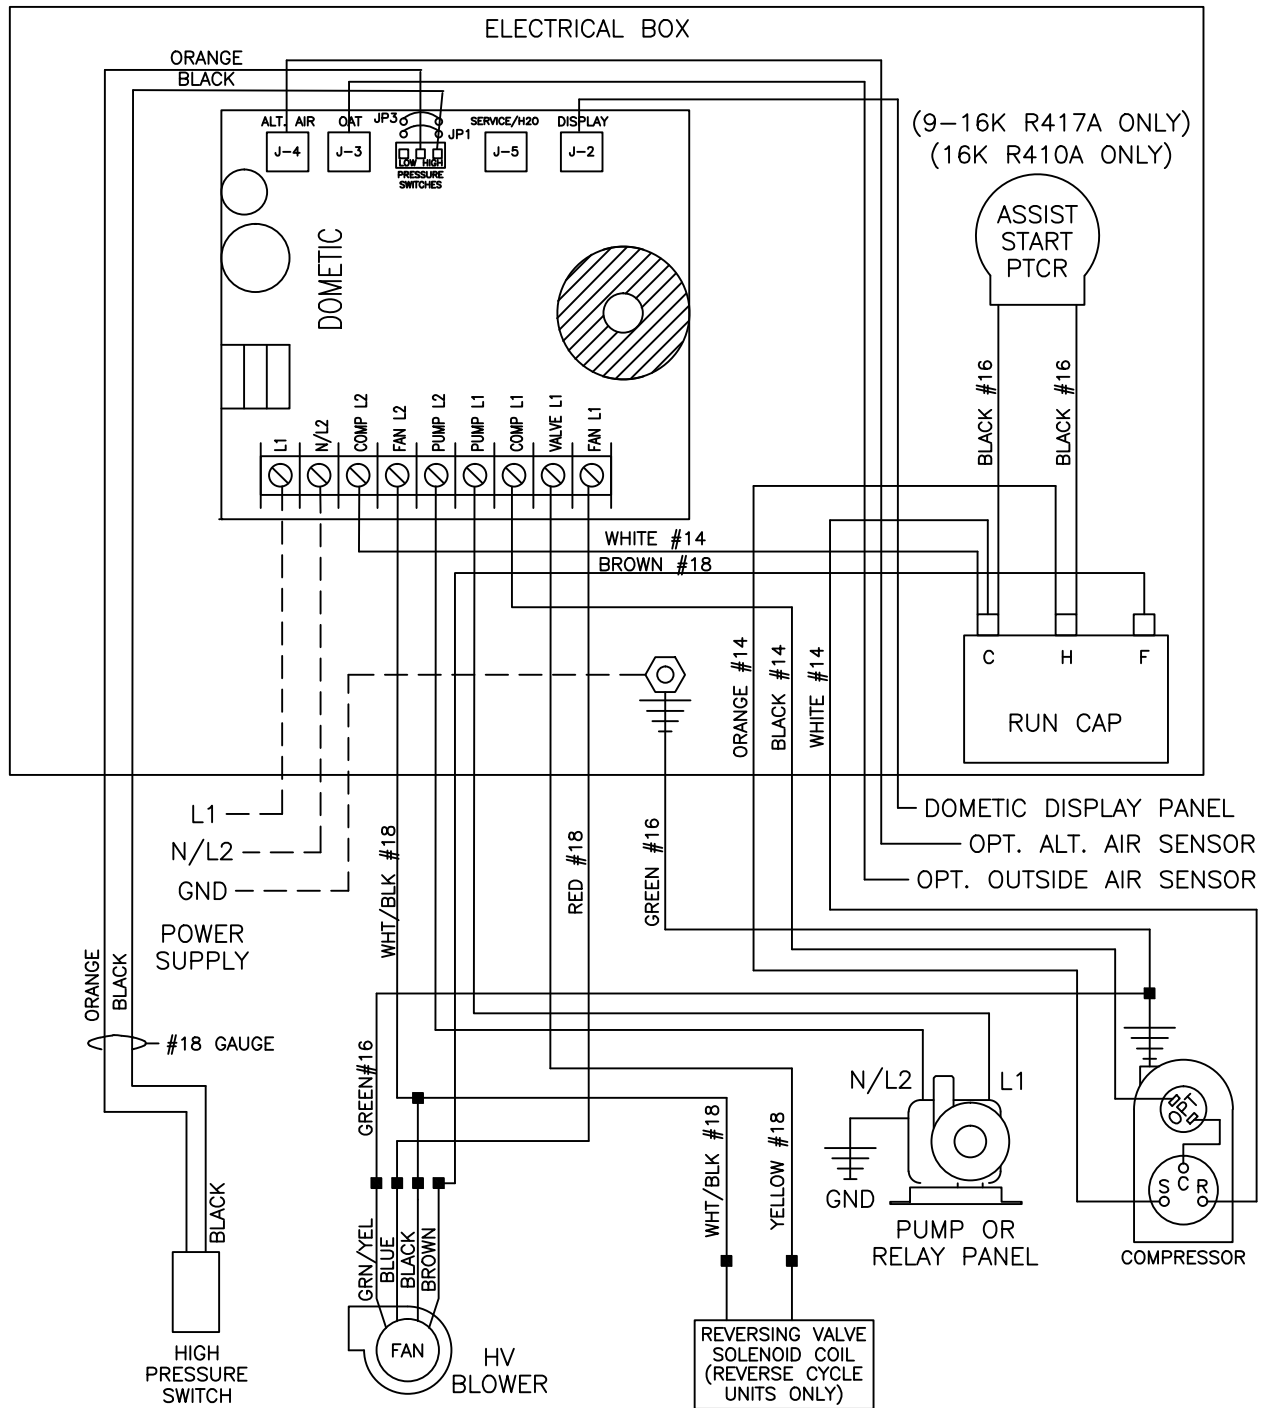 ELECTRICAL BOX
ORANGE
BLACK
ALT. AIR
OAT
JP3
JP1
SERVICE/H2O
DISPLAY
J-4
J-3
LOW HIGH
J-5
J-2
PRESSURE
SWITCHES
(9-16K R417A ONLY)
(16K R410A ONLY)
ASSIST
START
PTCR
DOMETIC
BLACK #16
BLACK #16
L1
N/L2
COMP L2
FAN L2
PUMP L2
PUMP L1
COMP L1
VALVE L1
FAN L1
WHITE #14
BROWN #18
ORANGE #14
BLACK #14
WHITE #14
C
H
F
RUN CAP
L1
N/L2
GND
POWER
SUPPLY
WHT/BLK #18
RED #18
GREEN #16
DOMETIC DISPLAY PANEL
OPT. ALT. AIR SENSOR
OPT. OUTSIDE AIR SENSOR
ORANGE
BLACK
#18 GAUGE
GREEN#16
N/L2
L1
GND
PUMP OR
RELAY PANEL
WHT/BLK #18
YELLOW #18
OPT
S
C
R
COMPRESSOR
BLACK
GRN/YEL
BLUE
BLACK
BROWN
HIGH
PRESSURE
SWITCH
FAN
HV
BLOWER
REVERSING VALVE
SOLENOID COIL
(REVERSE CYCLE
UNITS ONLY)